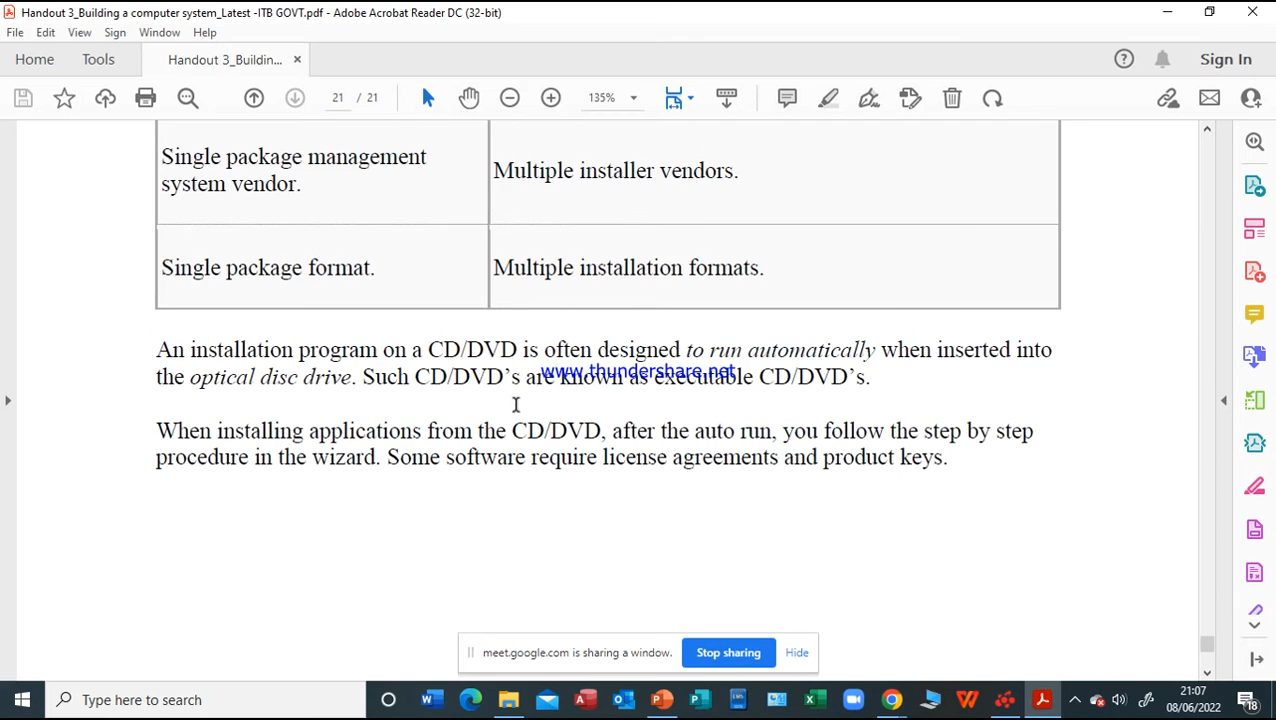 Handout 3_Building a computer system_Latest -ITB GOVT.pdf - Adobe Acrobat Reader DC (32-bit)
File Edit View Sign Window Help
Home Tools Handout 3_Buildin... × Sign In
21 / 21 135%
Single package management
system vendor.
Multiple installer vendors.
Single package format.
Multiple installation formats.
An installation program on a CD/DVD is often designed to run automatically when inserted into
the optical disc drive. Such CD/DVD’s are known as executable CD/DVD’s.
www.thundershare.net
When installing applications from the CD/DVD, after the auto run, you follow the step by step
procedure in the wizard. Some software require license agreements and product keys.
meet.google.com is sharing a window. Stop sharing Hide
Type here to search
21:07
08/06/2022
18